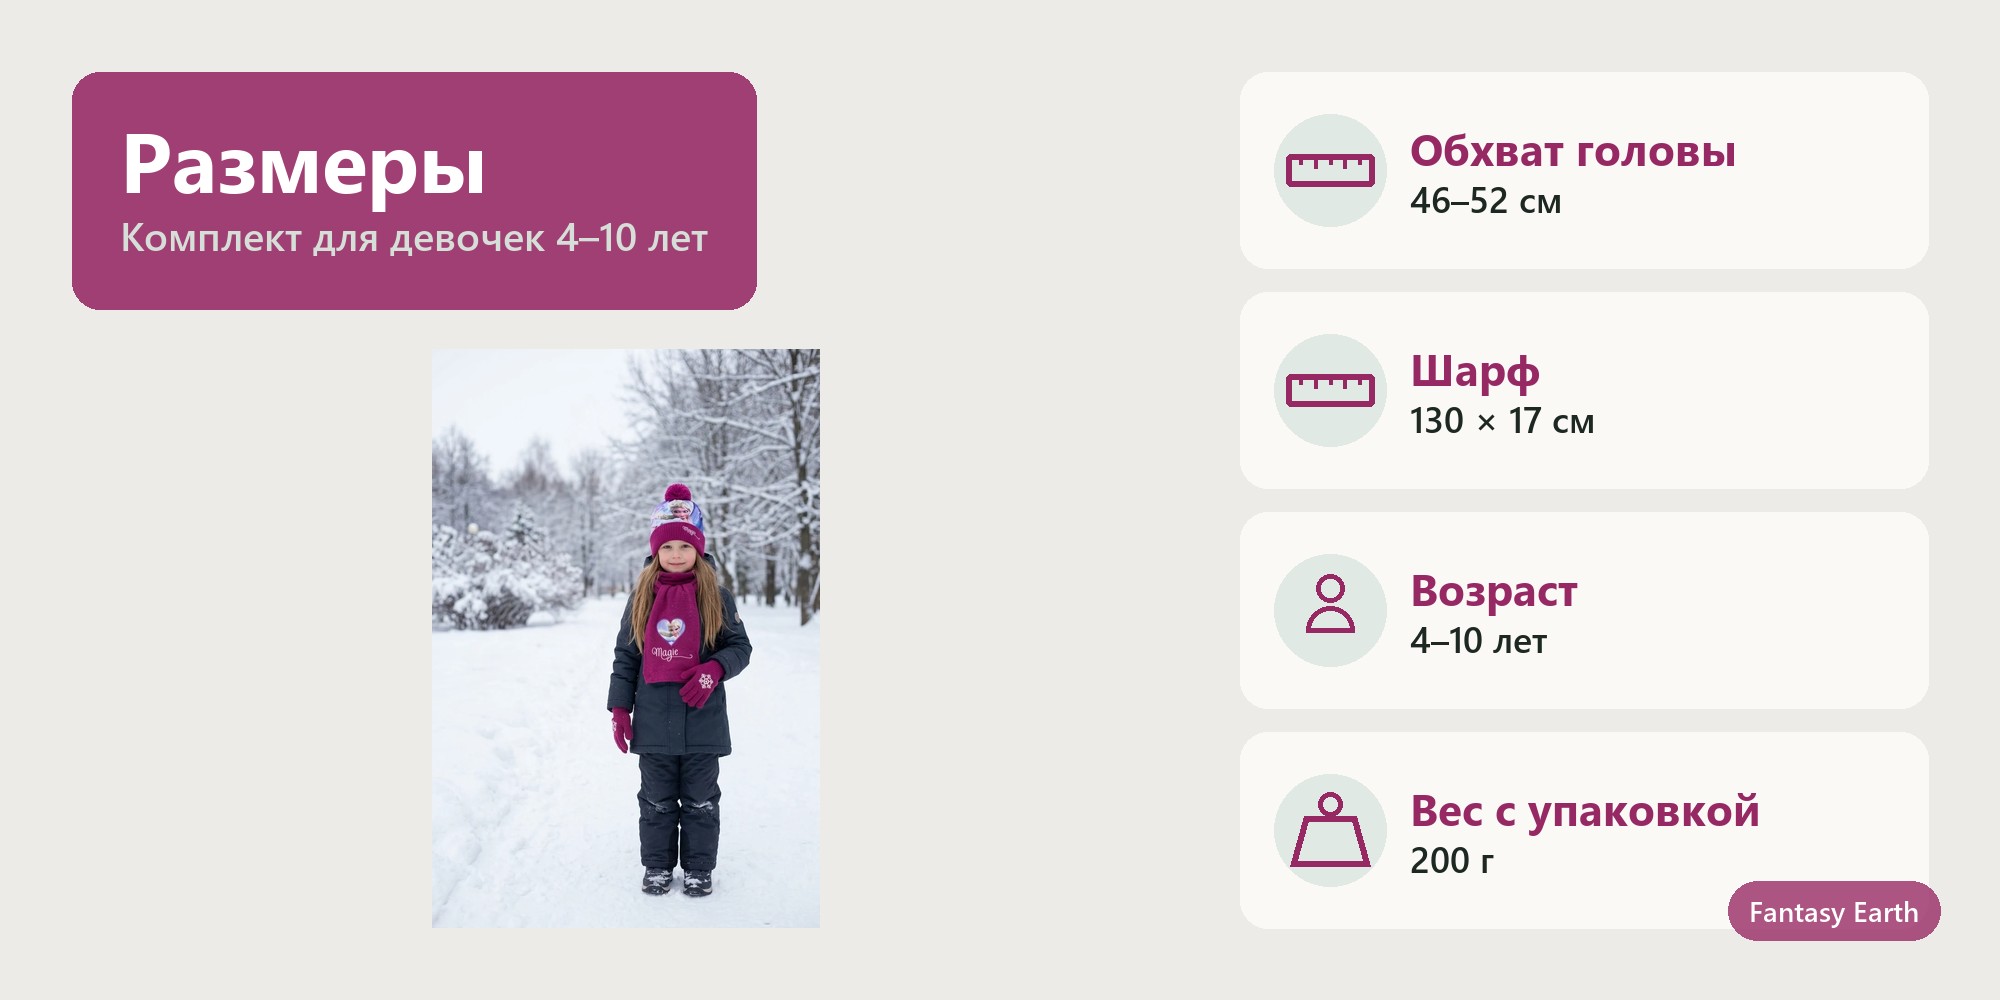 Размеры
Комплект для девочек 4–10 лет
Magic
Обхват головы
46–52 см
Шарф
130 × 17 см
Возраст
4–10 лет
Вес с упаковкой
200 г
Fantasy Earth